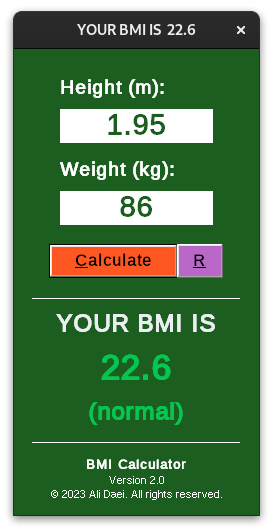 YOUR BMI IS 22.6 ×
Height (m):
1.95
Weight (kg):
86
Calculate R
YOUR BMI IS
22.6
(normal)
BMI Calculator
Version 2.0
© 2023 Ali Daei. All rights reserved.